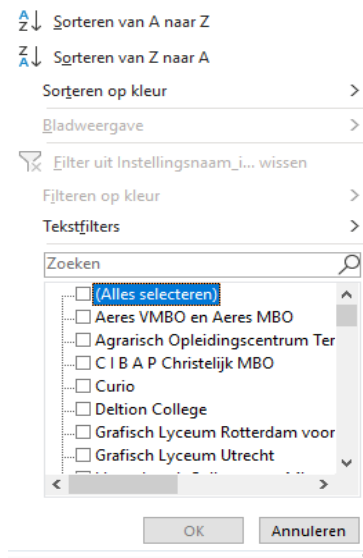 Sorteren van A naar Z
Sorteren van Z naar A
Sorteren op kleur
Bladweergave
Filter uit Instellingsnaam_i... wissen
Filteren op kleur
Tekstfilters
Zoeken
(Alles selecteren)
Aeres VMBO en Aeres MBO
Agrarisch Opleidingscentrum Ter
C I B A P Christelijk MBO
Curio
Deltion College
Grafisch Lyceum Rotterdam voor
Grafisch Lyceum Utrecht
OK Annuleren